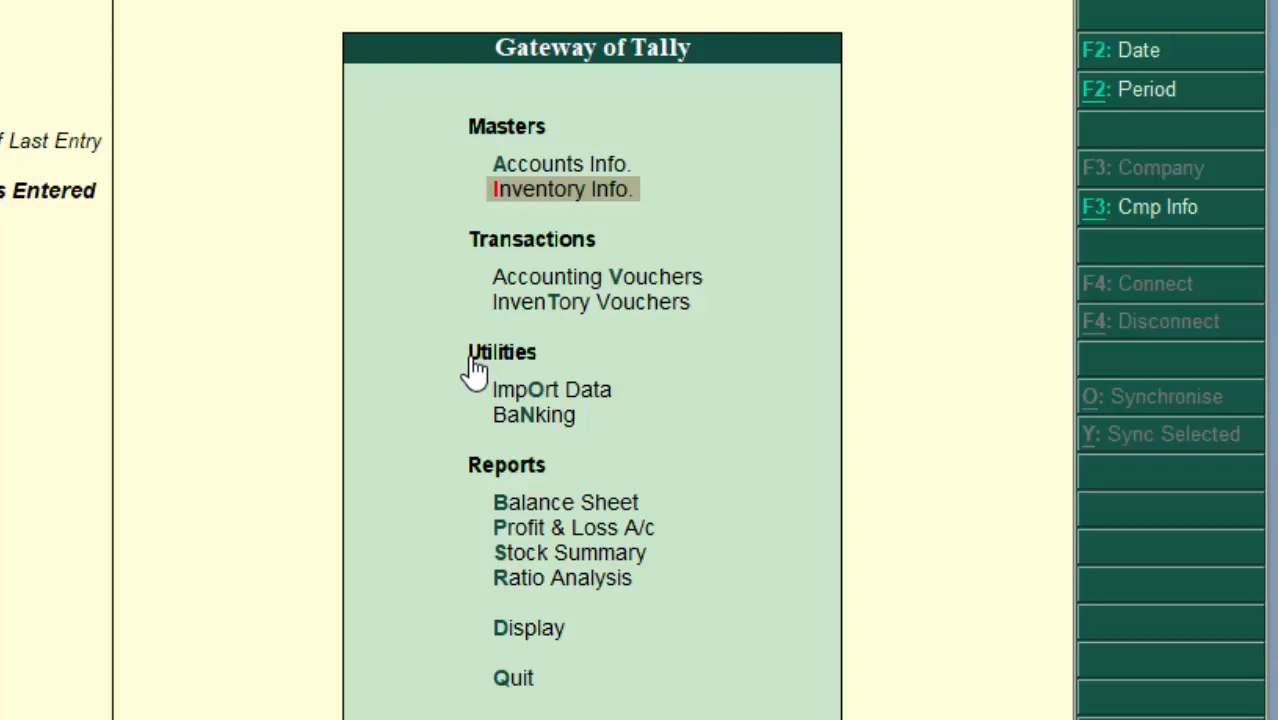 Gateway of Tally
f Last Entry
s Entered
Masters
Accounts Info.
Inventory Info.
Transactions
Accounting Vouchers
InvenTory Vouchers
Utilities
ImpOrt Data
BaNking
Reports
Balance Sheet
Profit & Loss A/c
Stock Summary
Ratio Analysis
Display
Quit
F2: Date
F2: Period
F3: Company
F3: Cmp Info
F4: Connect
F4: Disconnect
O: Synchronise
Y: Sync Selected